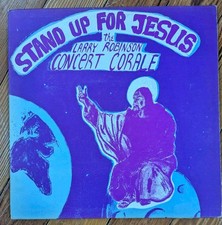 STAND UP FOR JESUS
the
LARRY ROBINSON
CONCERT CORALE